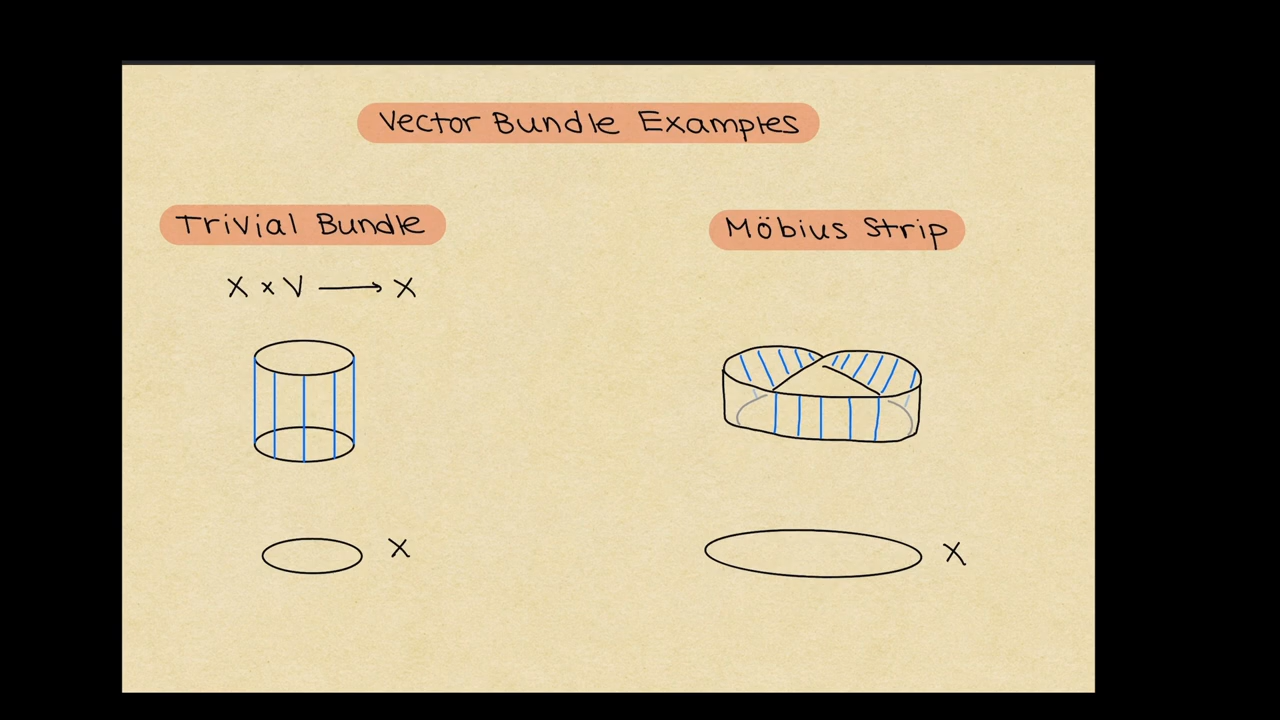 Vector Bundle Examples
Trivial Bundle
X × V ⟶ X
X
Möbius Strip
X